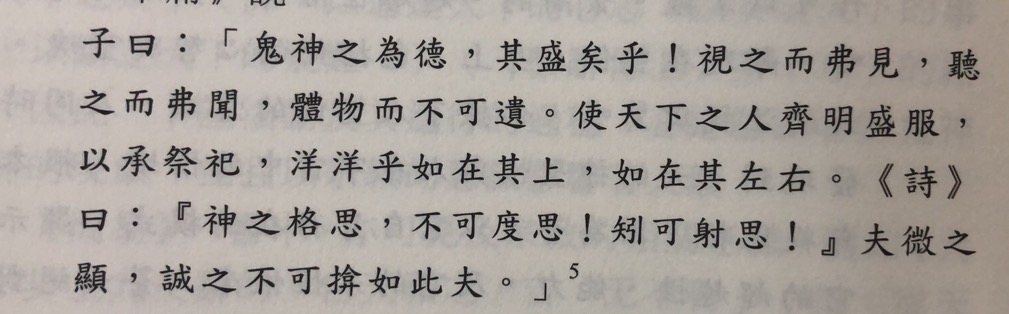 子曰：「鬼神之為德，其盛矣乎！視之而弗見，聽
之而弗聞，體物而不可遺。使天下之人齊明盛服，
以承祭祀，洋洋乎如在其上，如在其左右。《詩》
曰：『神之格思，不可度思！矧可射思！』夫微之
顯，誠之不可揜如此夫。」5